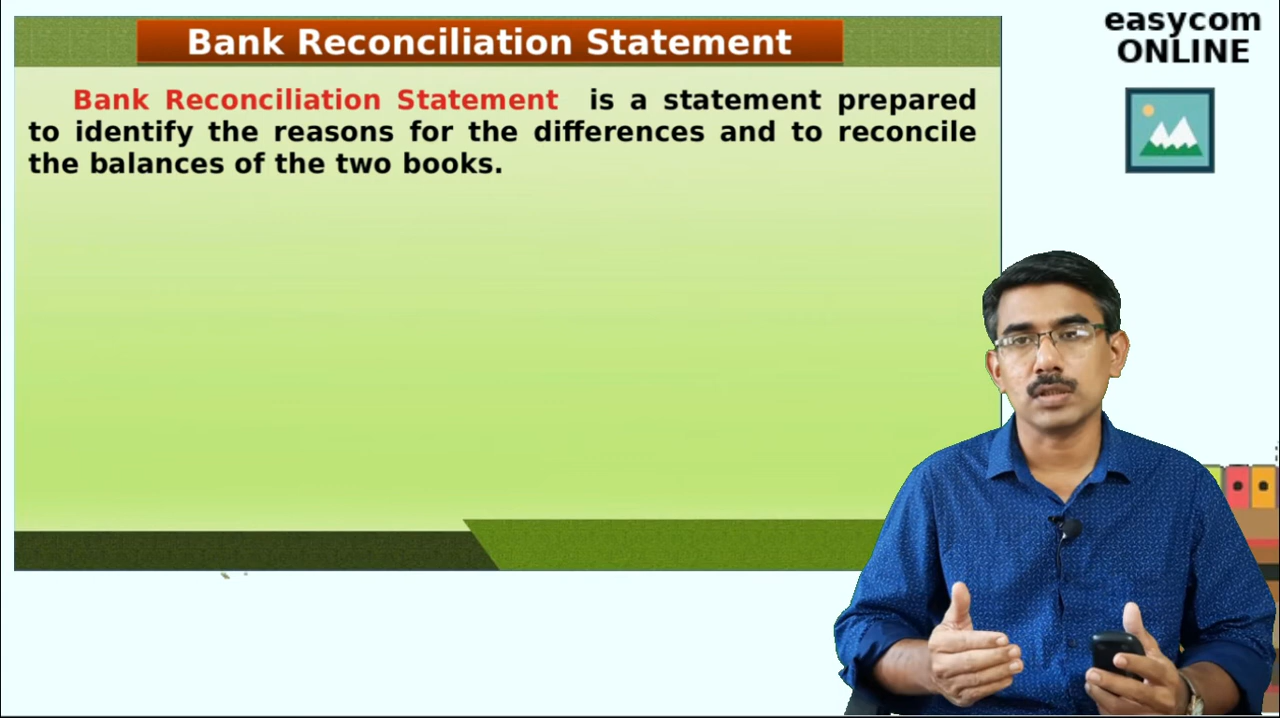 Bank Reconciliation Statement
easycom
ONLINE
Bank Reconciliation Statement is a statement prepared
to identify the reasons for the differences and to reconcile
the balances of the two books.